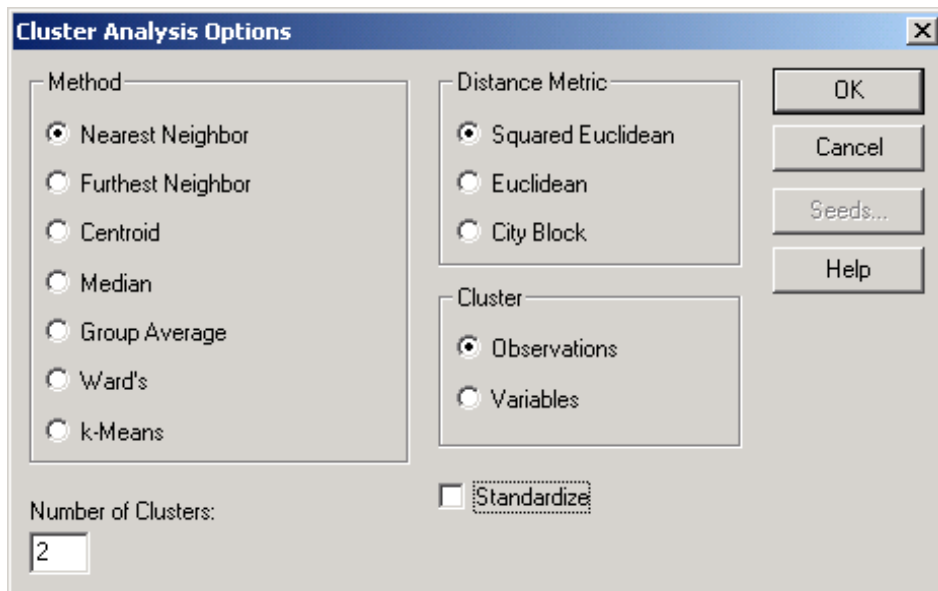 Cluster Analysis Options
Method
Nearest Neighbor
Furthest Neighbor
Centroid
Median
Group Average
Ward's
k-Means
Number of Clusters:
2
Distance Metric
Squared Euclidean
Euclidean
City Block
Cluster
Observations
Variables
Standardize
OK
Cancel
Seeds...
Help